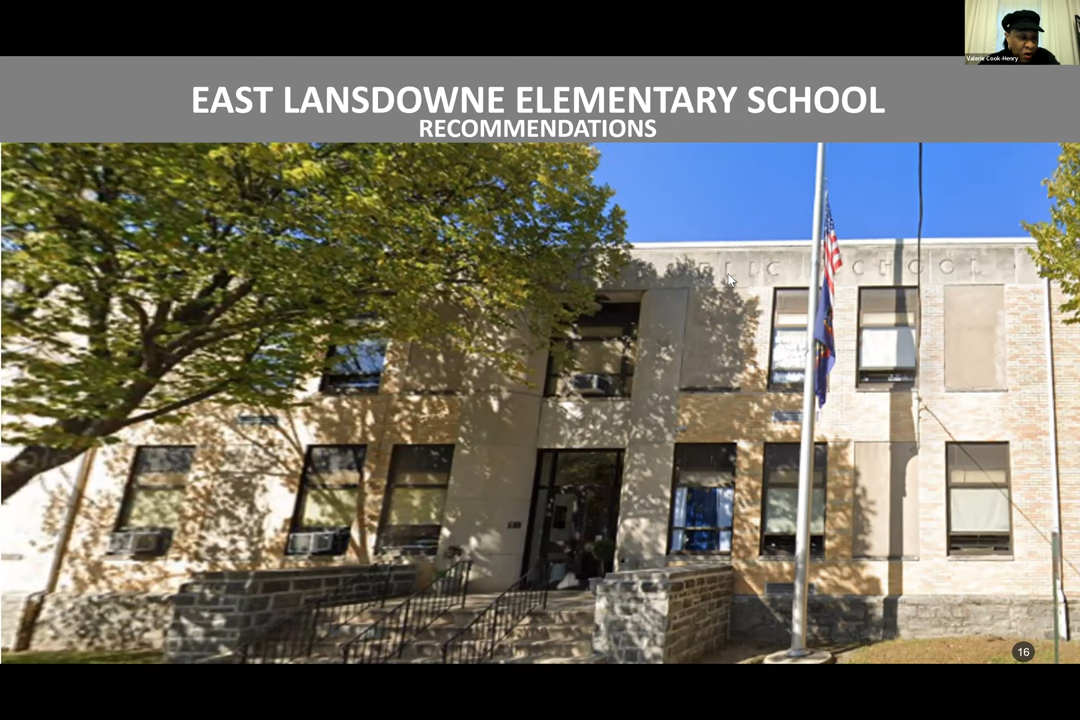 Valerie Cook-Henry
EAST LANSDOWNE ELEMENTARY SCHOOL
RECOMMENDATIONS
16